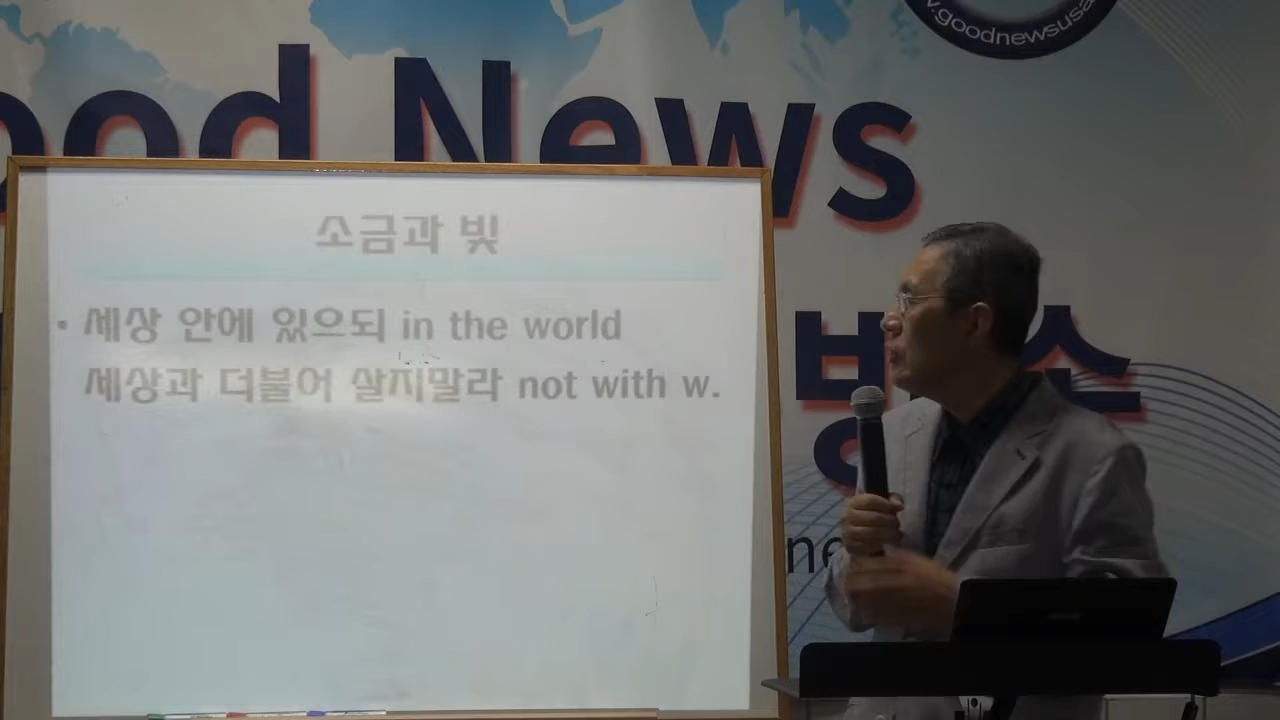 w.goodnewsusa
ood News
방송
소금과 빛
• 세상 안에 있으되 in the world
세상과 더불어 살지말라 not with w.
ne